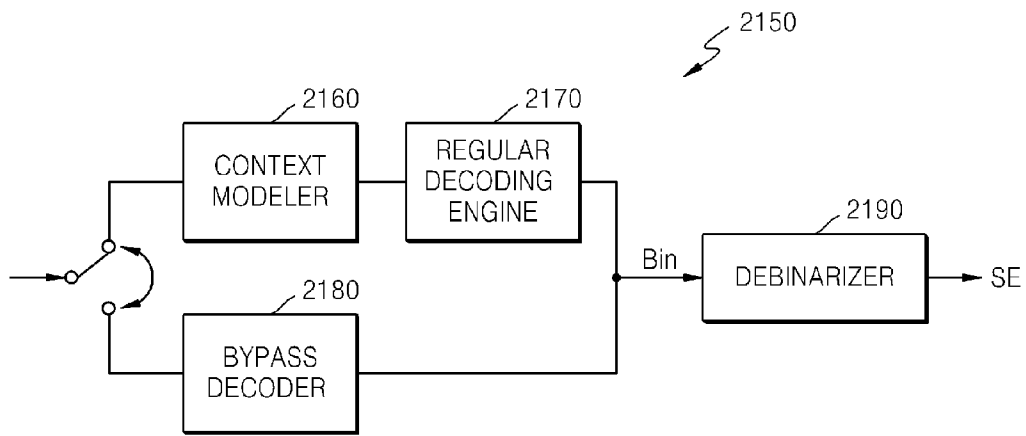 2150
2160
2170
CONTEXT
MODELER
REGULAR
DECODING
ENGINE
2190
Bin
DEBINARIZER
SE
2180
BYPASS
DECODER